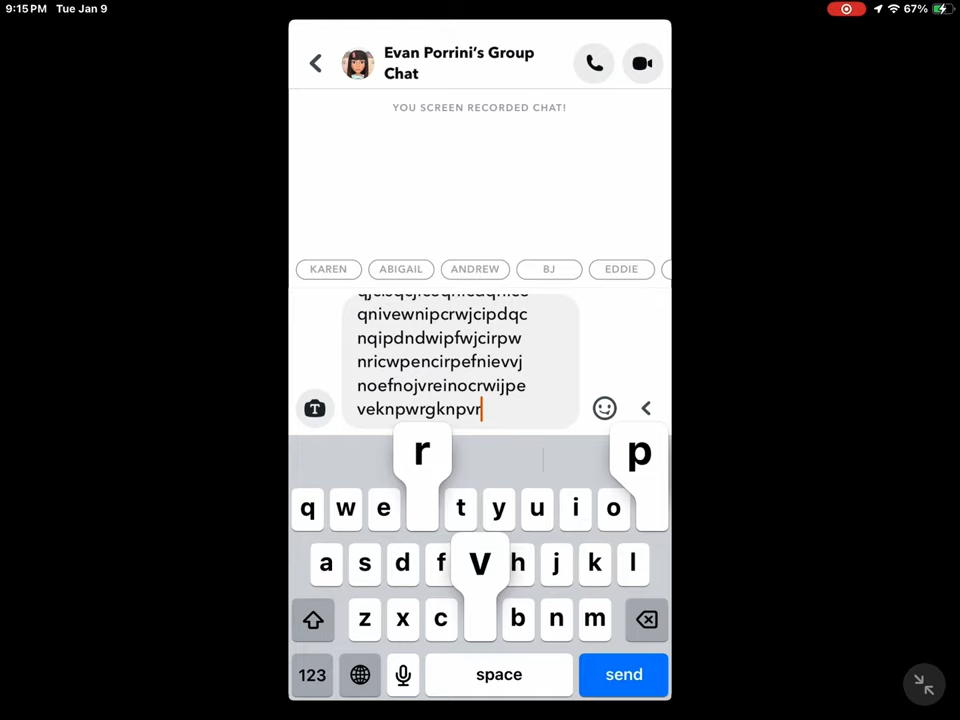 9:15 PM Tue Jan 9
67%
Evan Porrini's Group
Chat
YOU SCREEN RECORDED CHAT!
KAREN ABIGAIL ANDREW BJ EDDIE
qnivewnipcrwjcipdqc
nqipdndwipfwjcirpw
nricwpencirpefnievvj
noefnojvreinocrwijpe
veknpwrgknpvr
T
r p
q w e t y u i o
a s d f v h j k l
z x c b n m
123 space send